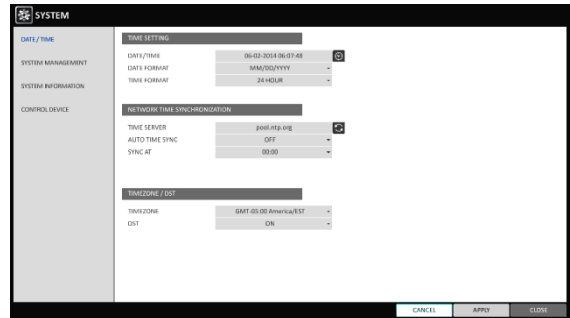 SYSTEM
DATE / TIME
SYSTEM MANAGEMENT
SYSTEM INFORMATION
CONTROL DEVICE
TIME SETTING
DATE/TIME 06-02-2014 06:07:48
DATE FORMAT MM/DD/YYYY
TIME FORMAT 24 HOUR
NETWORK TIME SYNCHRONIZATION
TIME SERVER pool.ntp.org
AUTO TIME SYNC OFF
SYNC AT 00:00
TIMEZONE / DST
TIMEZONE GMT-05:00 America/EST
DST ON
CANCEL APPLY CLOSE